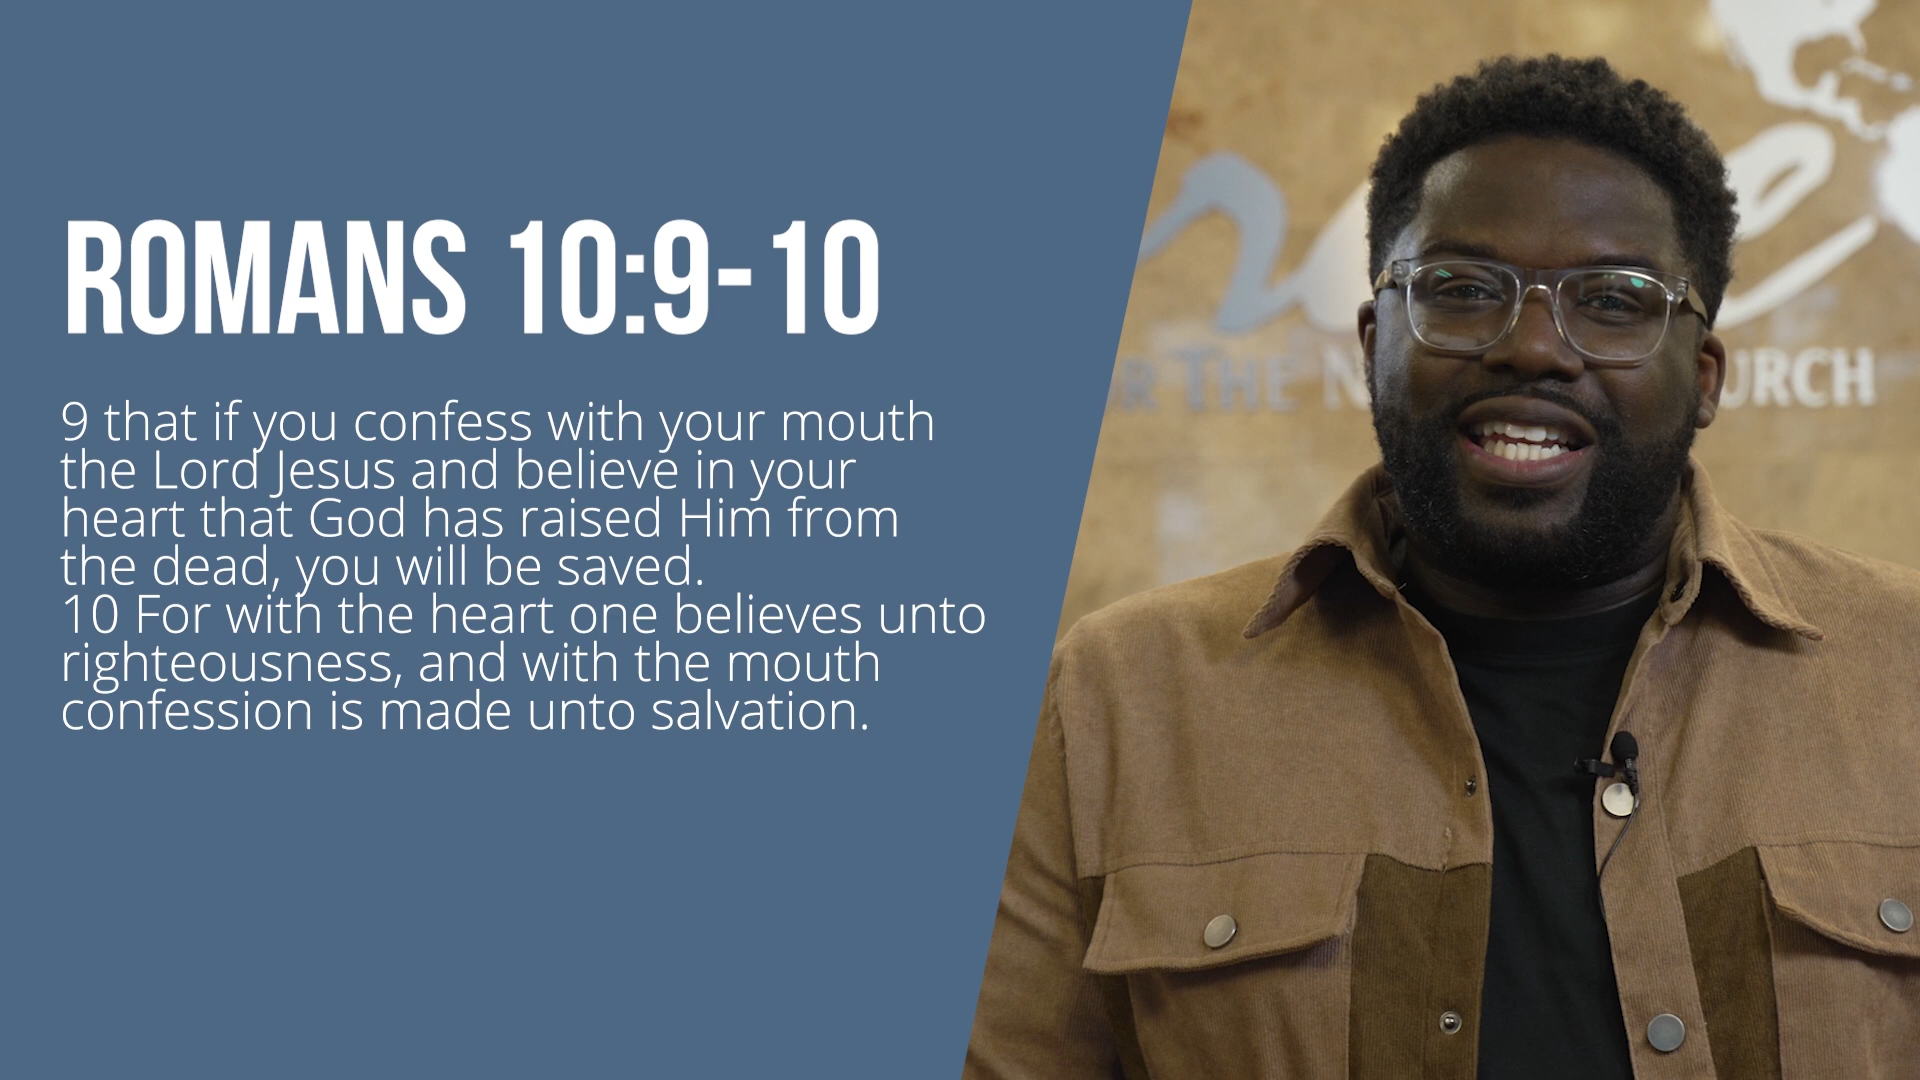 ROMANS 10:9-10
9 that if you confess with your mouth
the Lord Jesus and believe in your
heart that God has raised Him from
the dead, you will be saved.
10 For with the heart one believes unto
righteousness, and with the mouth
confession is made unto salvation.
THE